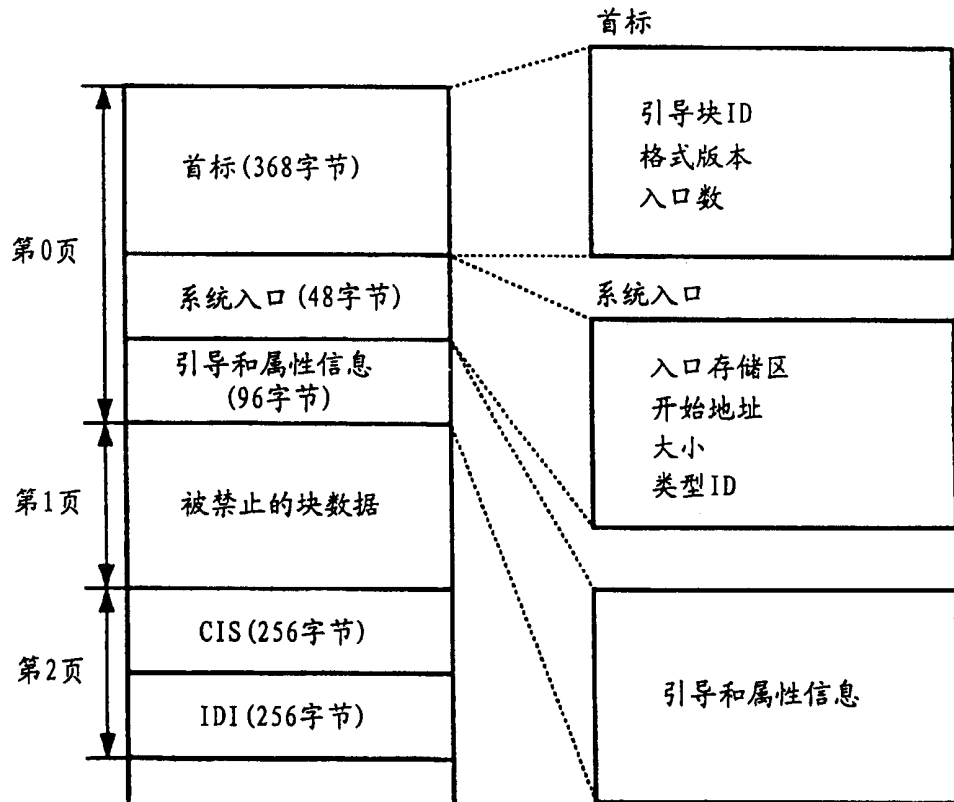 首标
引导块ID
格式版本
入口数
首标(368字节)
第0页
系统入口(48字节)
系统入口
引导和属性信息
(96字节)
入口存储区
开始地址
大小
类型ID
第1页
被禁止的块数据
CIS(256字节)
第2页
IDI(256字节)
引导和属性信息